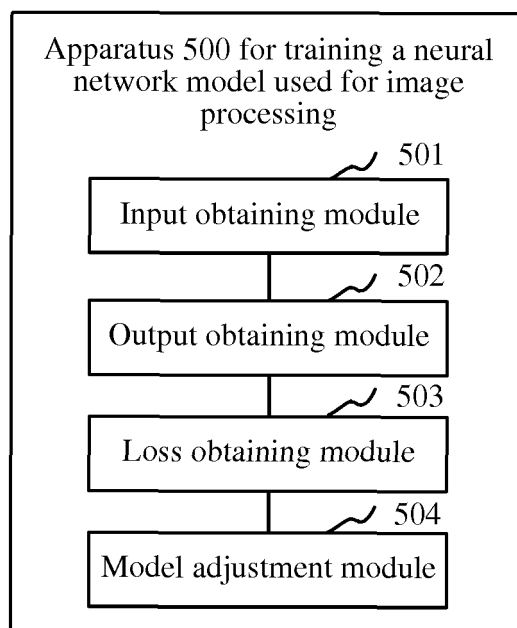 Apparatus 500 for training a neural
network model used for image
processing
501
Input obtaining module
502
Output obtaining module
503
Loss obtaining module
504
Model adjustment module